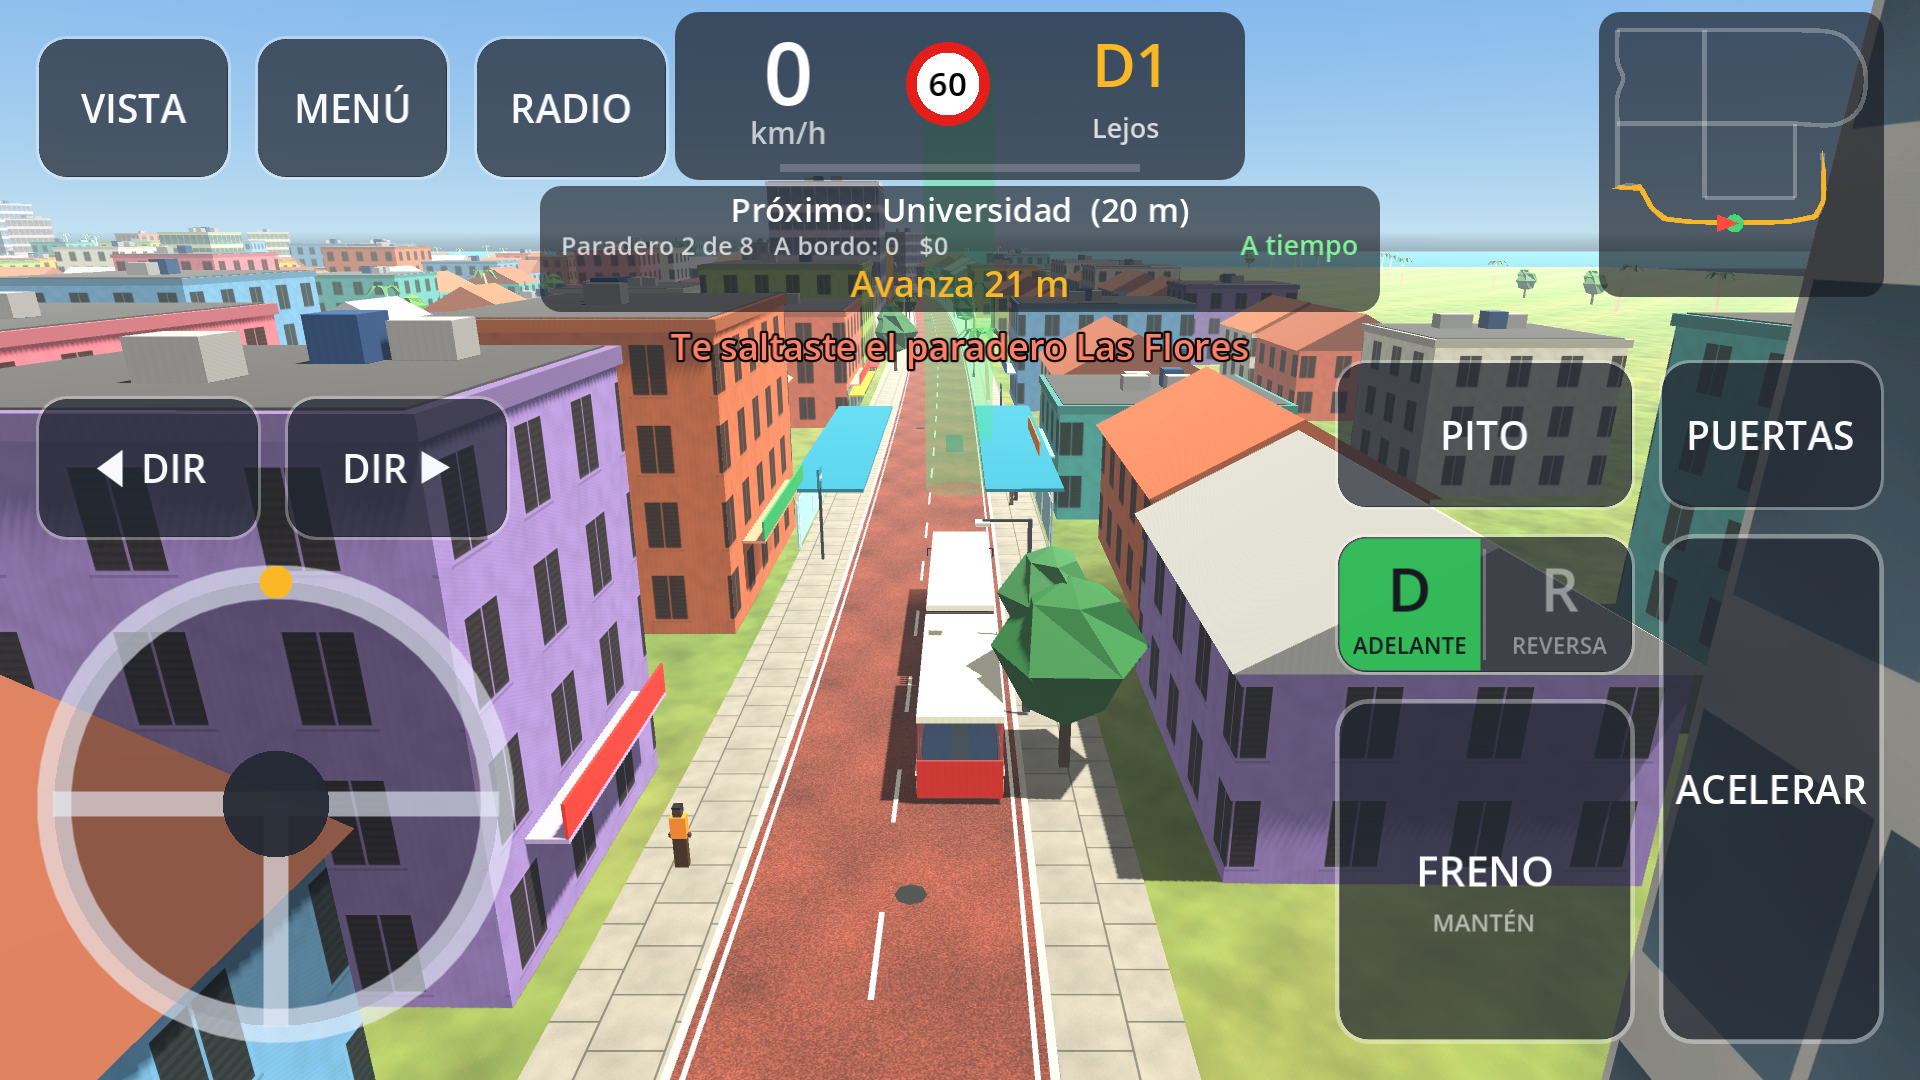 VISTA
MENÚ
RADIO
0
km/h
60
D1
Lejos
Próximo: Universidad (20 m)
Paradero 2 de 8 A bordo: 0 $0
A tiempo
Avanza 21 m
Te saltaste el paradero Las Flores
◀ DIR
DIR ▶
PITO
PUERTAS
D
ADELANTE
R
REVERSA
ACELERAR
FRENO
MANTÉN